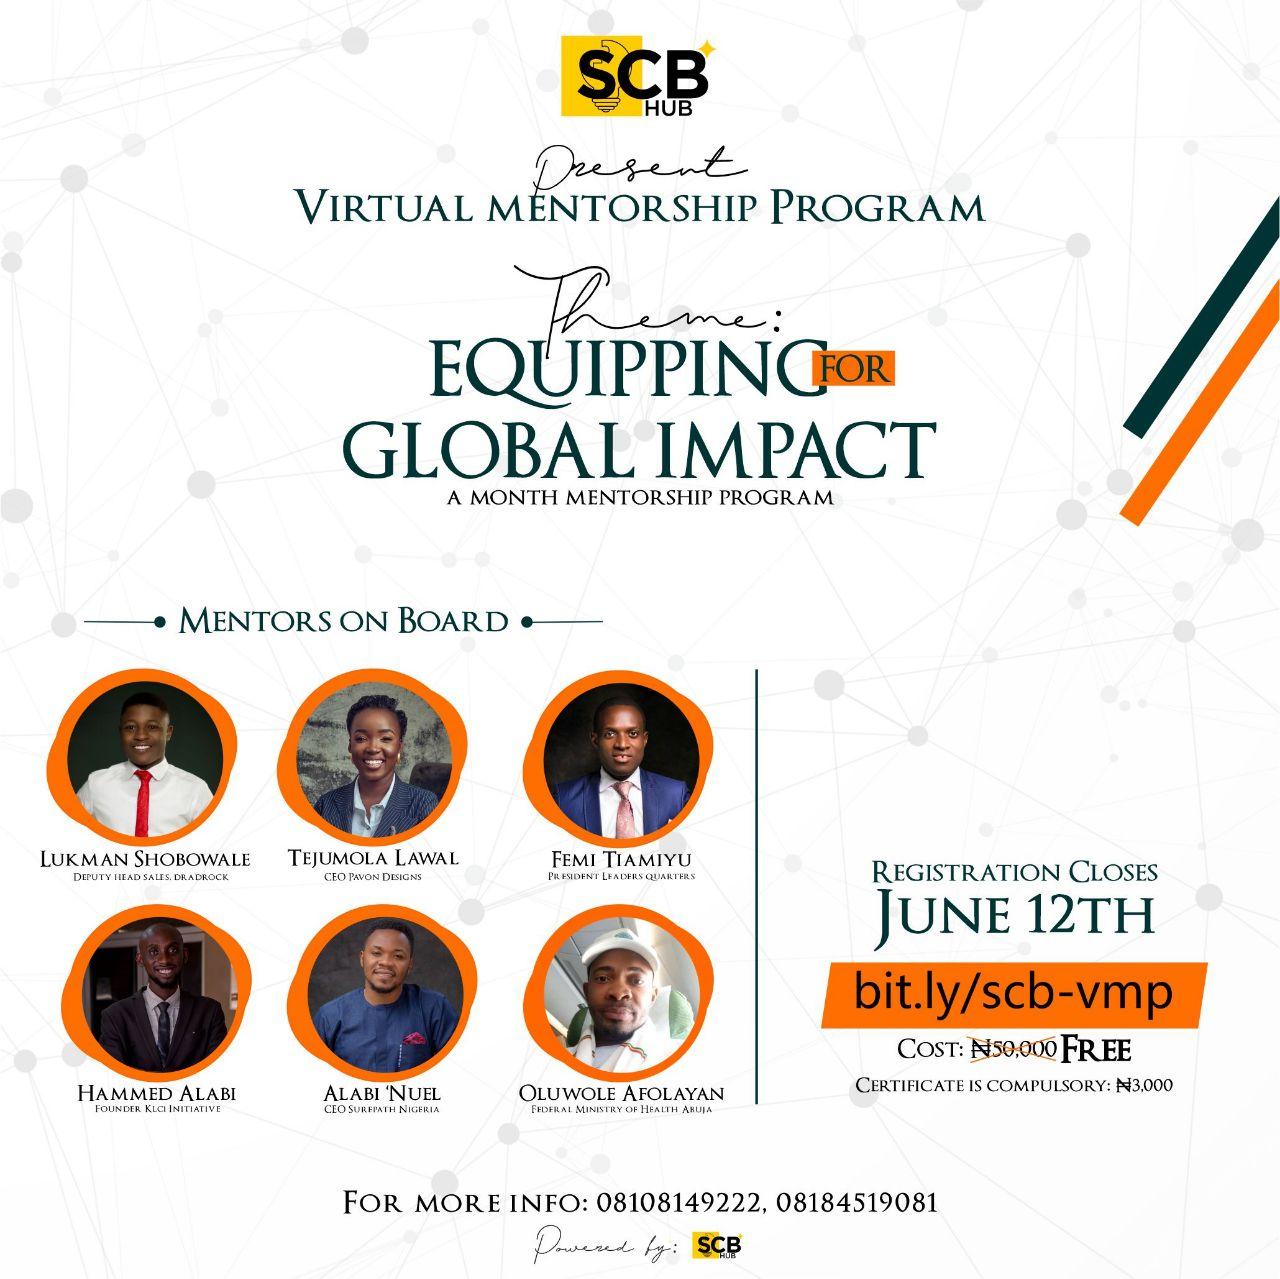 SCB
HUB
Present
VIRTUAL MENTORSHIP PROGRAM
Theme:
EQUIPPING FOR
GLOBAL IMPACT
A MONTH MENTORSHIP PROGRAM
MENTORS ON BOARD
LUKMAN SHOBOWALE
DEPUTY HEAD SALES, DRADROCK
TEJUMOLA LAWAL
CEO PAVON DESIGNS
FEMI TIAMIYU
PRESIDENT LEADERS QUARTERS
HAMMED ALABI
FOUNDER KLCI INITIATIVE
ALABI 'NUEL
CEO SUREPATH NIGERIA
OLUWOLE AFOLAYAN
FEDERAL MINISTRY OF HEALTH ABUJA
REGISTRATION CLOSES
JUNE 12TH
bit.ly/scb-vmp
COST: ₦50,000 FREE
CERTIFICATE IS COMPULSORY: ₦3,000
FOR MORE INFO: 08108149222, 08184519081
Powered by: SCB
HUB